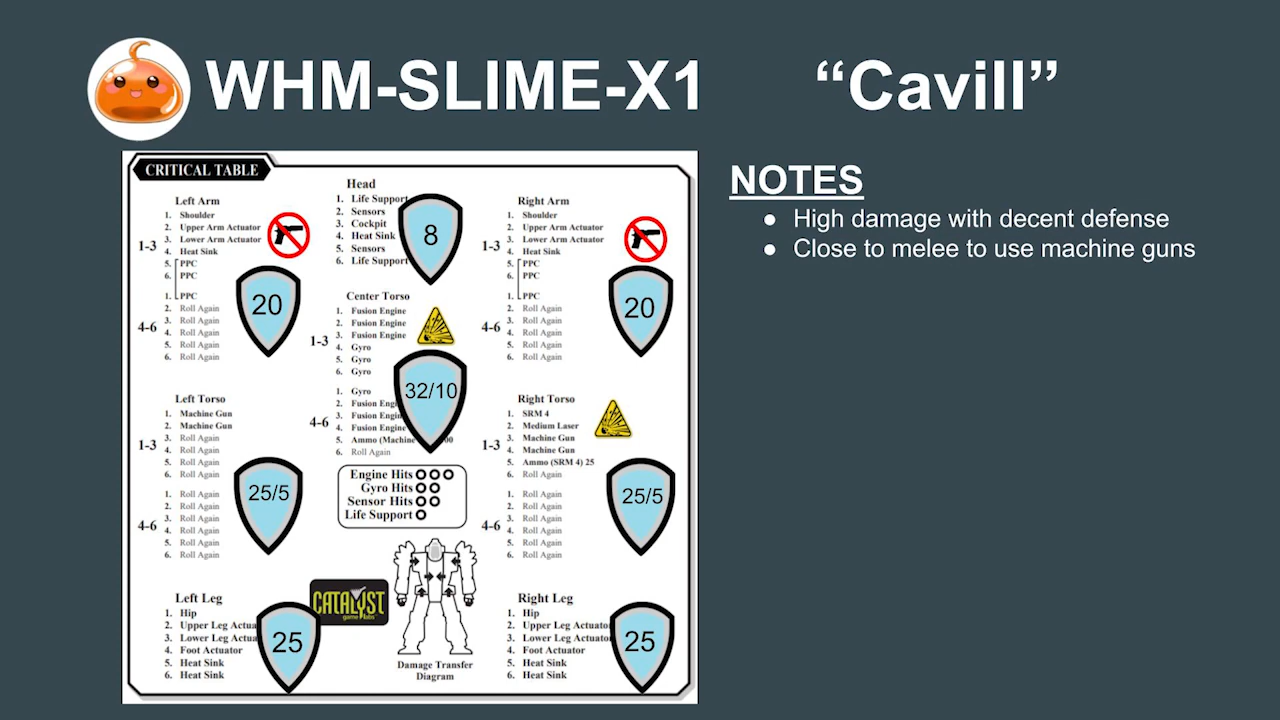 WHM-SLIME-X1 “Cavill”
CRITICAL TABLE
Left Arm
1-3
1. Shoulder
2. Upper Arm Actuator
3. Lower Arm Actuator
4. Heat Sink
5. PPC
6. PPC
4-6
1. PPC
2. Roll Again
3. Roll Again
4. Roll Again
5. Roll Again
6. Roll Again
20
Left Torso
1-3
1. Machine Gun
2. Machine Gun
3. Roll Again
4. Roll Again
5. Roll Again
6. Roll Again
4-6
1. Roll Again
2. Roll Again
3. Roll Again
4. Roll Again
5. Roll Again
6. Roll Again
25/5
Left Leg
1. Hip
2. Upper Leg Actua
3. Lower Leg Actua
4. Foot Actuator
5. Heat Sink
6. Heat Sink
25
Head
1. Life Support
2. Sensors
3. Cockpit
4. Heat Sink
5. Sensors
6. Life Support
8
Center Torso
1-3
1. Fusion Engine
2. Fusion Engine
3. Fusion Engine
4. Gyro
5. Gyro
6. Gyro
4-6
1. Gyro
2. Fusion Engi
3. Fusion Engin
4. Fusion Engine
5. Ammo (Machine 00
6. Roll Again
32/10
Engine Hits
Gyro Hits
Sensor Hits
Life Support
CATALYST
game labs
Damage Transfer
Diagram
Right Arm
1-3
1. Shoulder
2. Upper Arm Actuator
3. Lower Arm Actuator
4. Heat Sink
5. PPC
6. PPC
4-6
1. PPC
2. Roll Again
3. Roll Again
4. Roll Again
5. Roll Again
6. Roll Again
20
Right Torso
1-3
1. SRM 4
2. Medium Laser
3. Machine Gun
4. Machine Gun
5. Ammo (SRM 4) 25
6. Roll Again
4-6
1. Roll Again
2. Roll Again
3. Roll Again
4. Roll Again
5. Roll Again
6. Roll Again
25/5
Right Leg
1. Hip
2. Upper Leg Actuator
3. Lower Leg Actuator
4. Foot Actuator
5. Heat Sink
6. Heat Sink
25
NOTES
● High damage with decent defense
● Close to melee to use machine guns